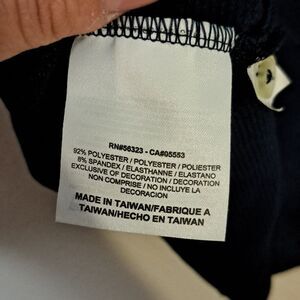 RN#56323 - CA#05553
92% POLYESTER / POLYESTER / POLIESTER
8% SPANDEX / ELASTHANNE / ELASTANO
EXCLUSIVE OF DECORATION / DECORATION
NON COMPRISE / NO INCLUYE LA
DECORACION
MADE IN TAIWAN/FABRIQUE A
TAIWAN/HECHO EN TAIWAN